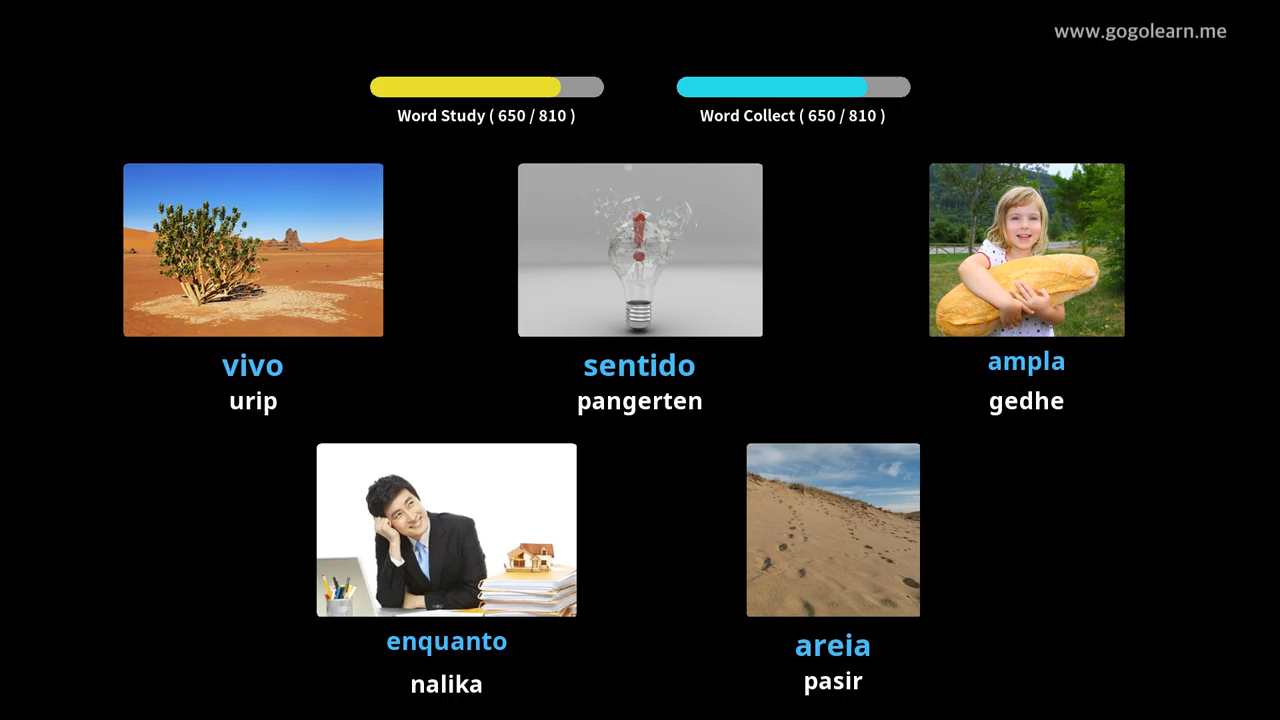 www.gogolearn.me
Word Study ( 650 / 810 )
Word Collect ( 650 / 810 )
vivo
urip
sentido
pangerten
ampla
gedhe
enquanto
nalika
areia
pasir